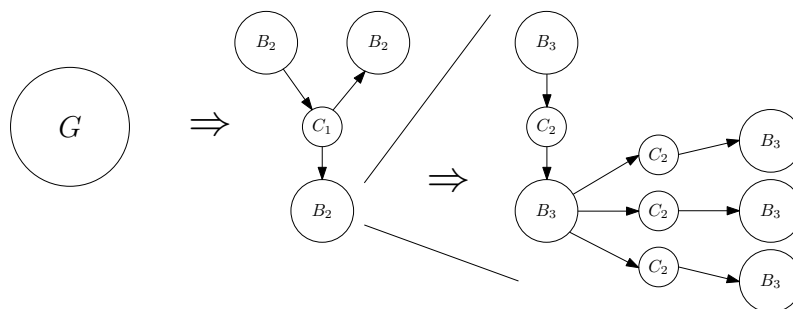 B₂ B₂ B₃
G ⇒ C₁ C₂ C₂ B₃
B₂ ⇒ B₃ C₂ B₃
C₂ B₃